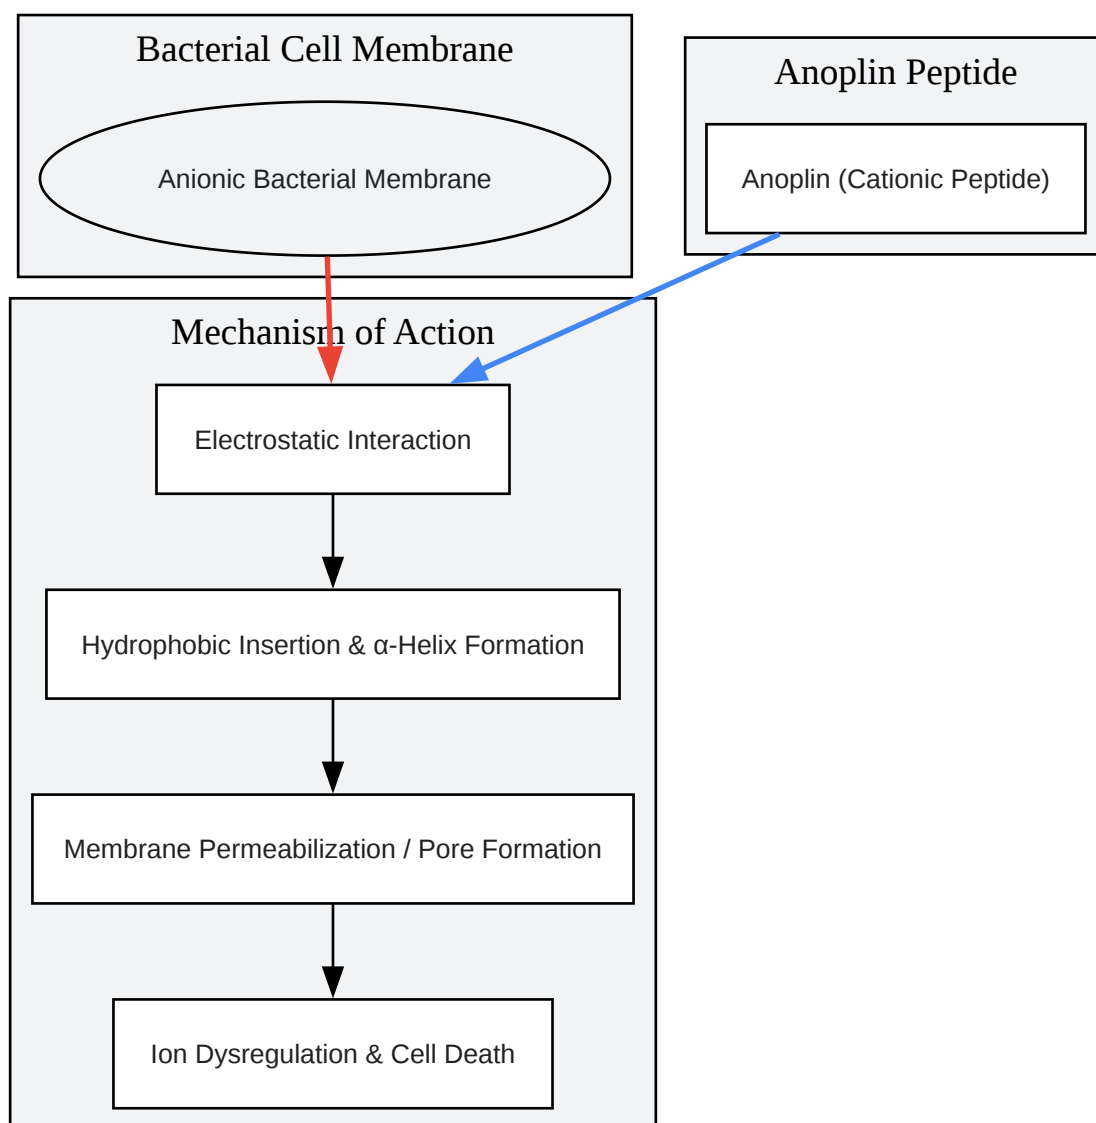 Bacterial Cell Membrane
Anionic Bacterial Membrane
Anoplin Peptide
Anoplin (Cationic Peptide)
Mechanism of Action
Electrostatic Interaction
Hydrophobic Insertion & α-Helix Formation
Membrane Permeabilization / Pore Formation
Ion Dysregulation & Cell Death